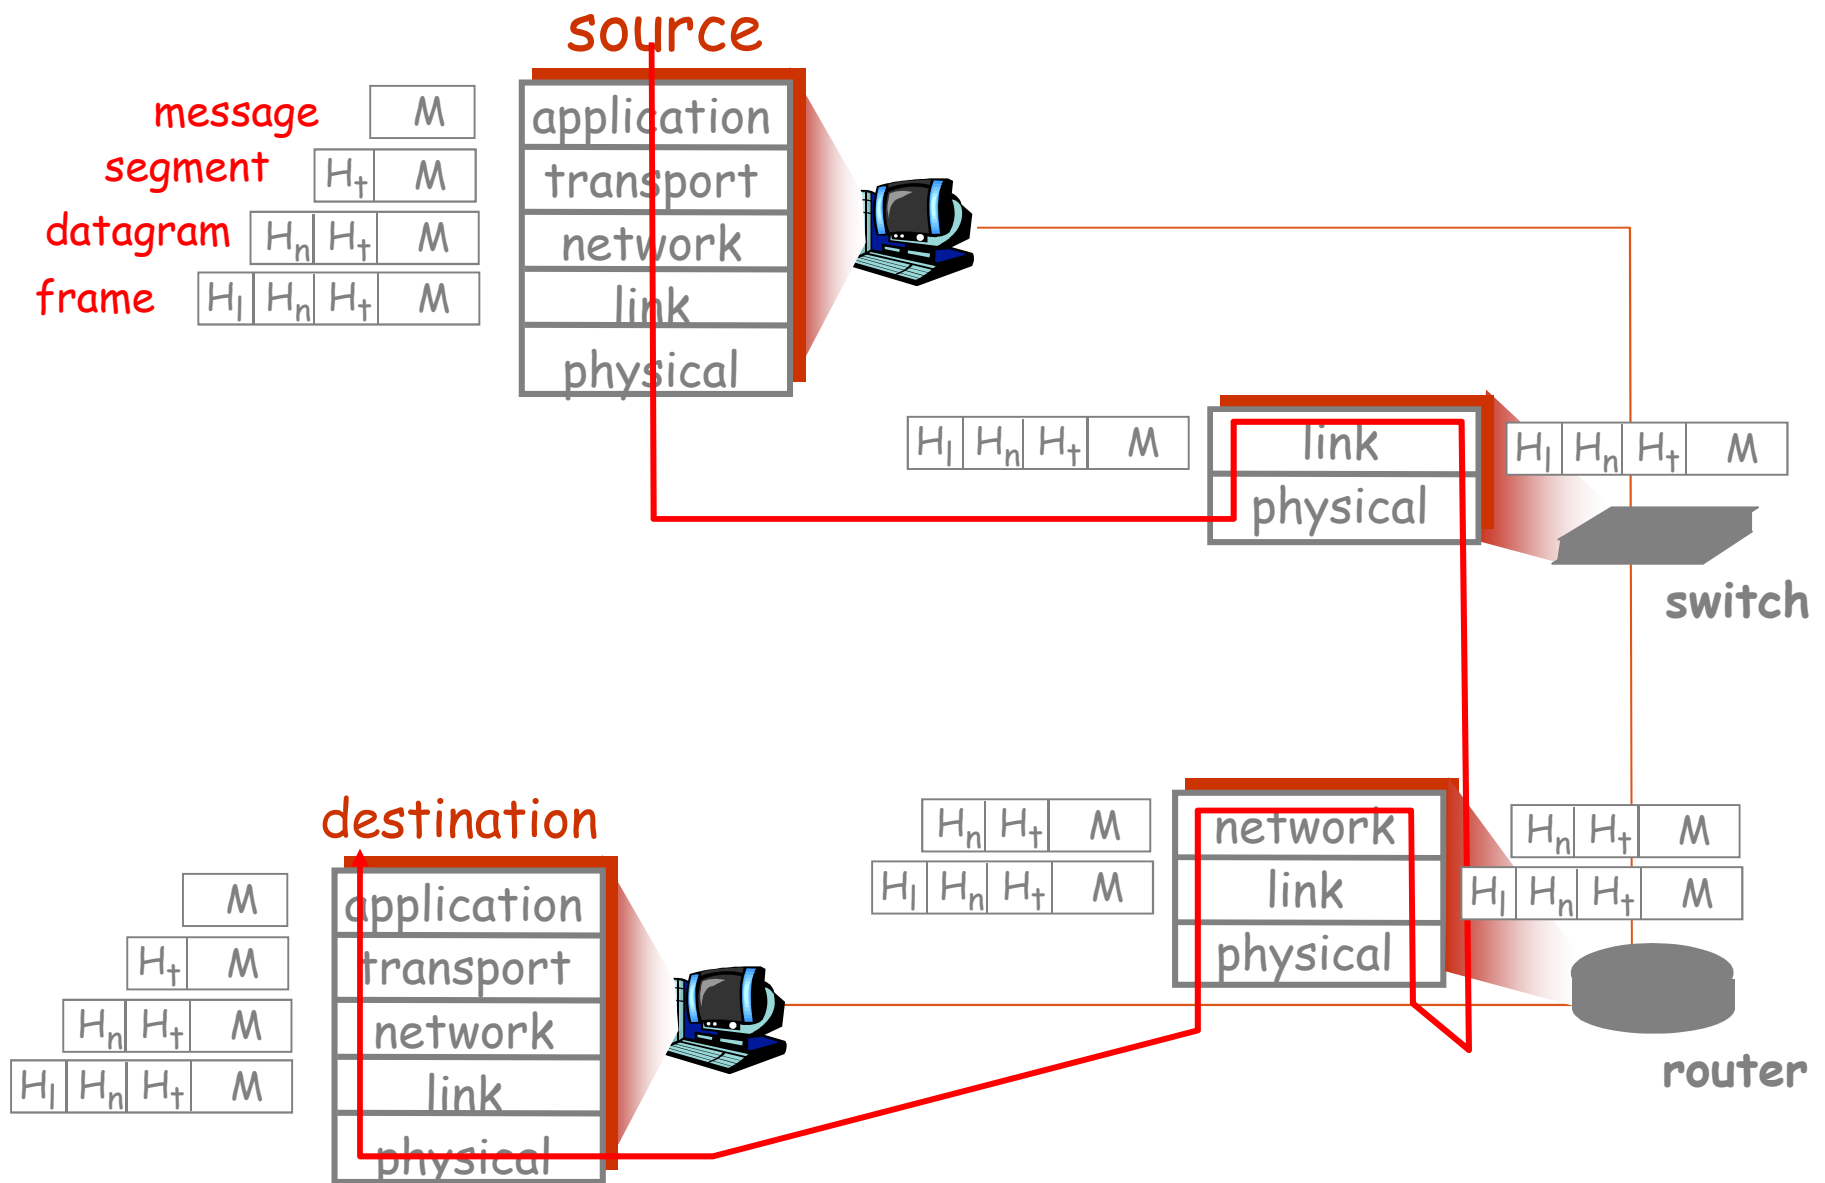 source
message M
application
segment Ht M
transport
datagram Hn Ht M
network
frame Hl Hn Ht M
link
physical
Hl Hn Ht M
link
Hl Hn Ht M
physical
switch
destination
Hn Ht M
network
Hn Ht M
Hl Hn Ht M
link
Hl Hn Ht M
physical
router
M
application
Ht M
transport
Hn Ht M
network
Hl Hn Ht M
link
physical